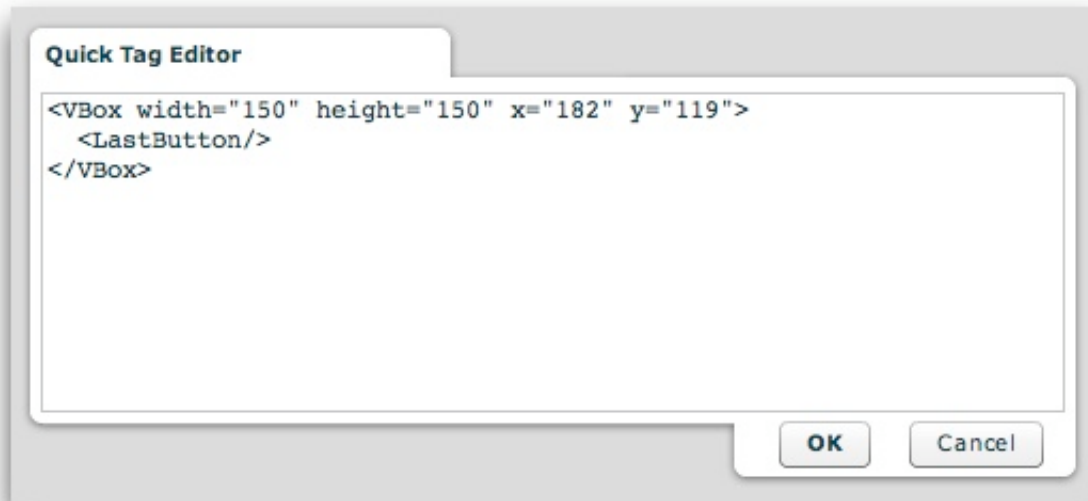 Quick Tag Editor
<VBox width="150" height="150" x="182" y="119">
  <LastButton/>
</VBox>
OK
Cancel